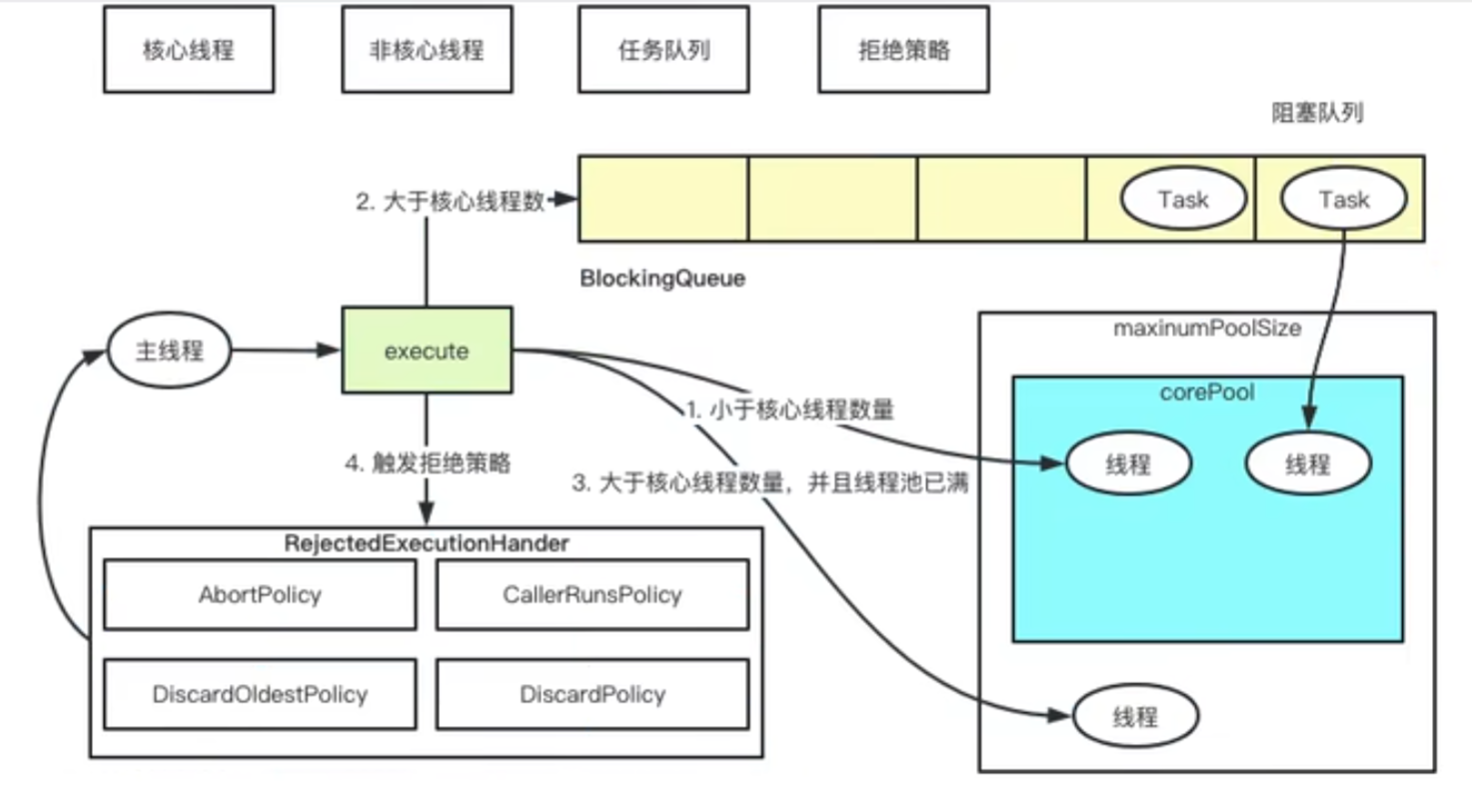 核心线程
非核心线程
任务队列
拒绝策略
阻塞队列
2. 大于核心线程数
Task
Task
BlockingQueue
主线程
execute
maxinumPoolSize
corePool
1. 小于核心线程数量
线程
线程
4. 触发拒绝策略
3. 大于核心线程数量，并且线程池已满
RejectedExecutionHander
AbortPolicy
CallerRunsPolicy
DiscardOldestPolicy
DiscardPolicy
线程